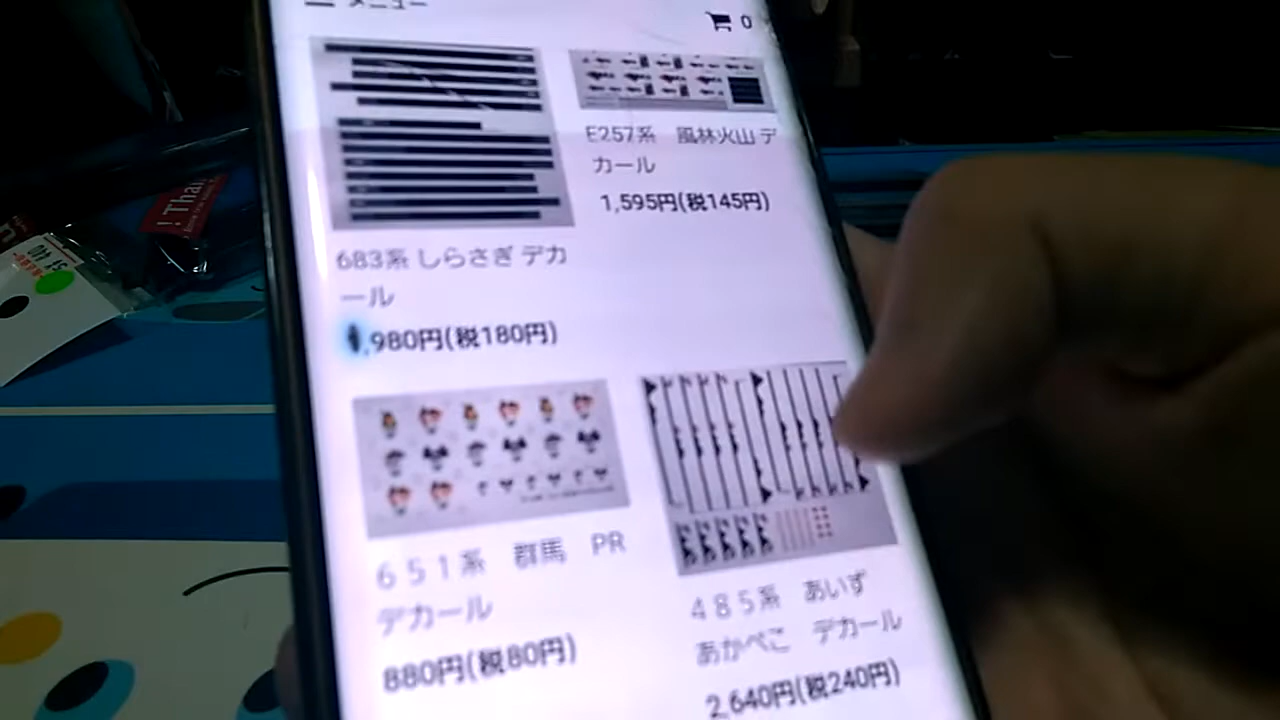 メニュー
0
E257系 風林火山 デ
カール
1,595円(税145円)
683系 しらさぎ デカ
ール
,980円(税180円)
651系 群馬 PR
デカール
880円(税80円)
485系 あいず
あかべこ デカール
2,640円(税240円)
! Thai